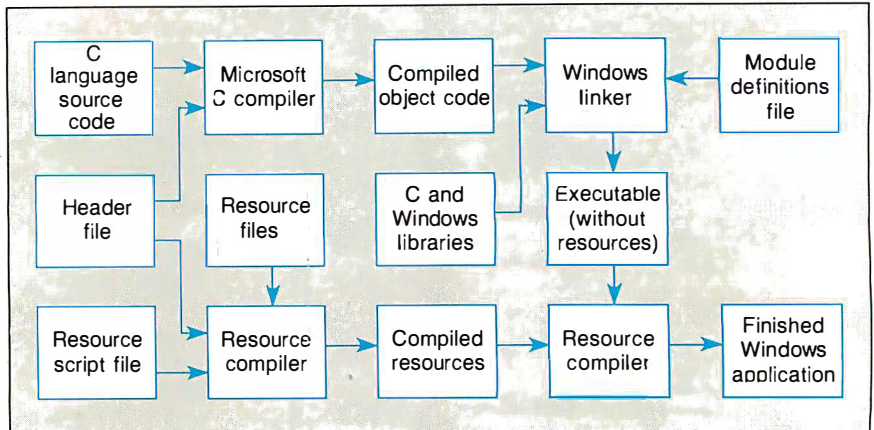 C
language
source
code
Microsoft
C compiler
Compiled
object code
Windows
linker
Module
definitions
file
Header
file
Resource
files
C and
Windows
libraries
Executable
(without
resources)
Resource
script file
Resource
compiler
Compiled
resources
Resource
compiler
Finished
Windows
application